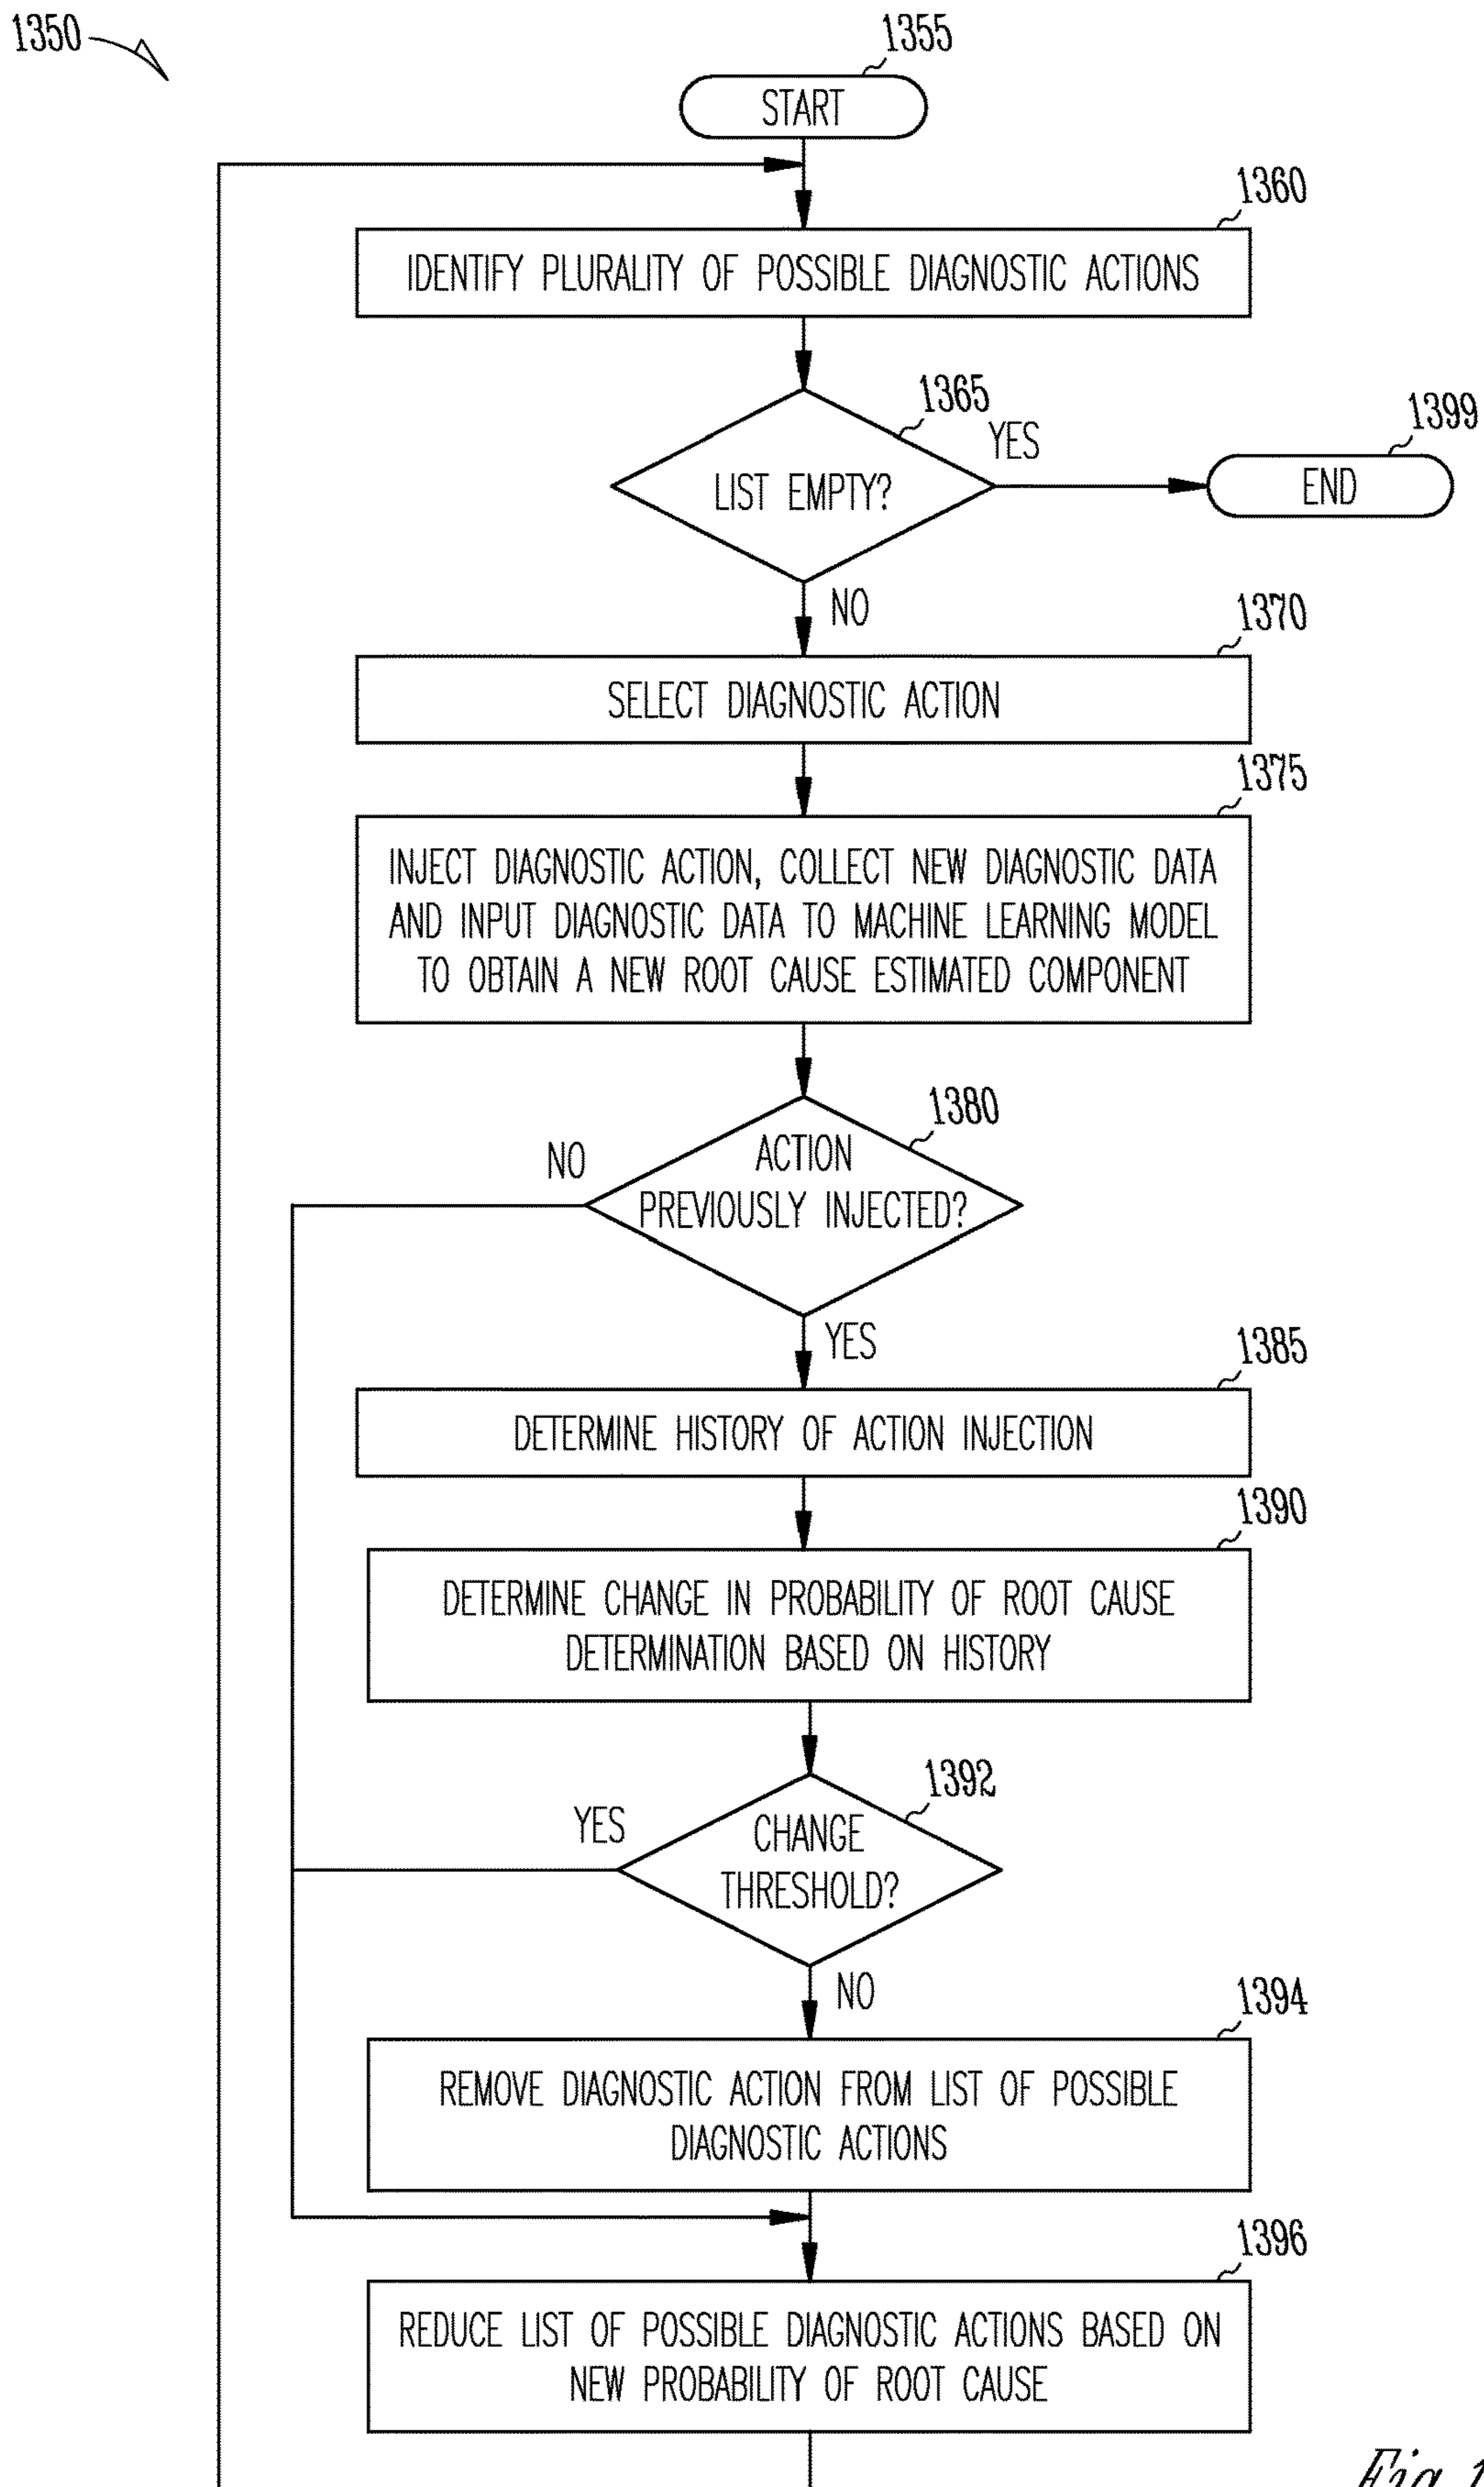 1350
1355
START
1360
IDENTIFY PLURALITY OF POSSIBLE DIAGNOSTIC ACTIONS
1365
YES
1399
LIST EMPTY?
END
NO
1370
SELECT DIAGNOSTIC ACTION
1375
INJECT DIAGNOSTIC ACTION, COLLECT NEW DIAGNOSTIC DATA
AND INPUT DIAGNOSTIC DATA TO MACHINE LEARNING MODEL
TO OBTAIN A NEW ROOT CAUSE ESTIMATED COMPONENT
1380
NO
ACTION
PREVIOUSLY INJECTED?
YES
1385
DETERMINE HISTORY OF ACTION INJECTION
1390
DETERMINE CHANGE IN PROBABILITY OF ROOT CAUSE
DETERMINATION BASED ON HISTORY
1392
YES
CHANGE
THRESHOLD?
NO
1394
REMOVE DIAGNOSTIC ACTION FROM LIST OF POSSIBLE
DIAGNOSTIC ACTIONS
1396
REDUCE LIST OF POSSIBLE DIAGNOSTIC ACTIONS BASED ON
NEW PROBABILITY OF ROOT CAUSE